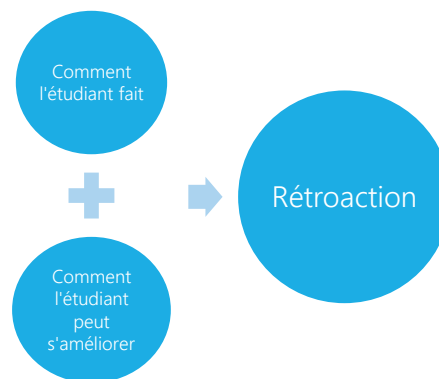 Comment
l'étudiant fait
Rétroaction
Comment
l'étudiant
peut
s'améliorer